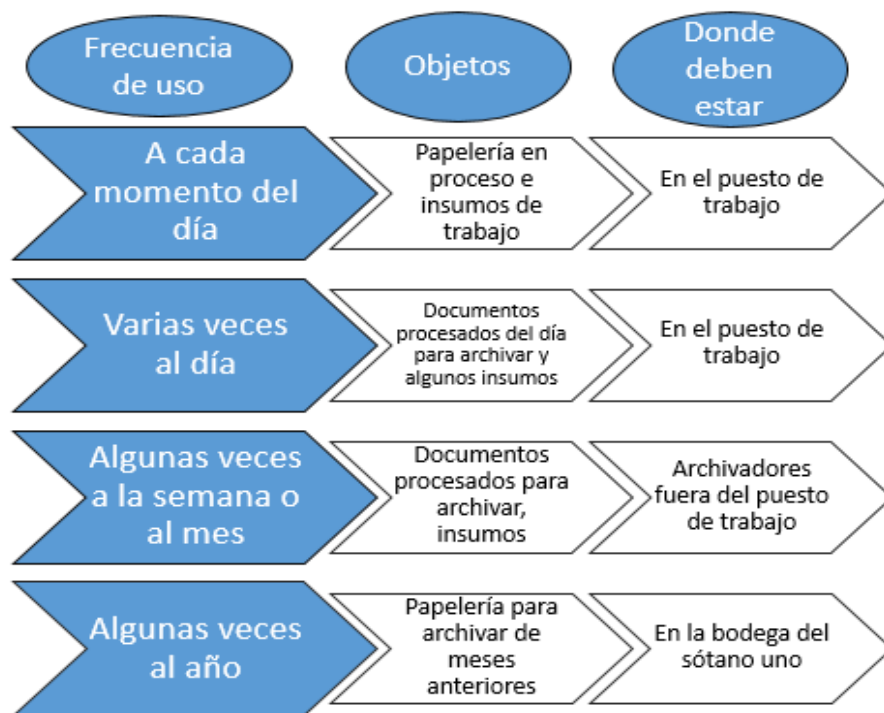 Frecuencia
de uso
Objetos
Donde
deben
estar
A cada
momento del
día
Papelería en
proceso e
insumos de
trabajo
En el puesto de
trabajo
Varias veces
al día
Documentos
procesados del día
para archivar y
algunos insumos
En el puesto de
trabajo
Algunas veces
a la semana o
al mes
Documentos
procesados para
archivar,
insumos
Archivadores
fuera del puesto
de trabajo
Algunas veces
al año
Papelería para
archivar de
meses
anteriores
En la bodega del
sótano uno